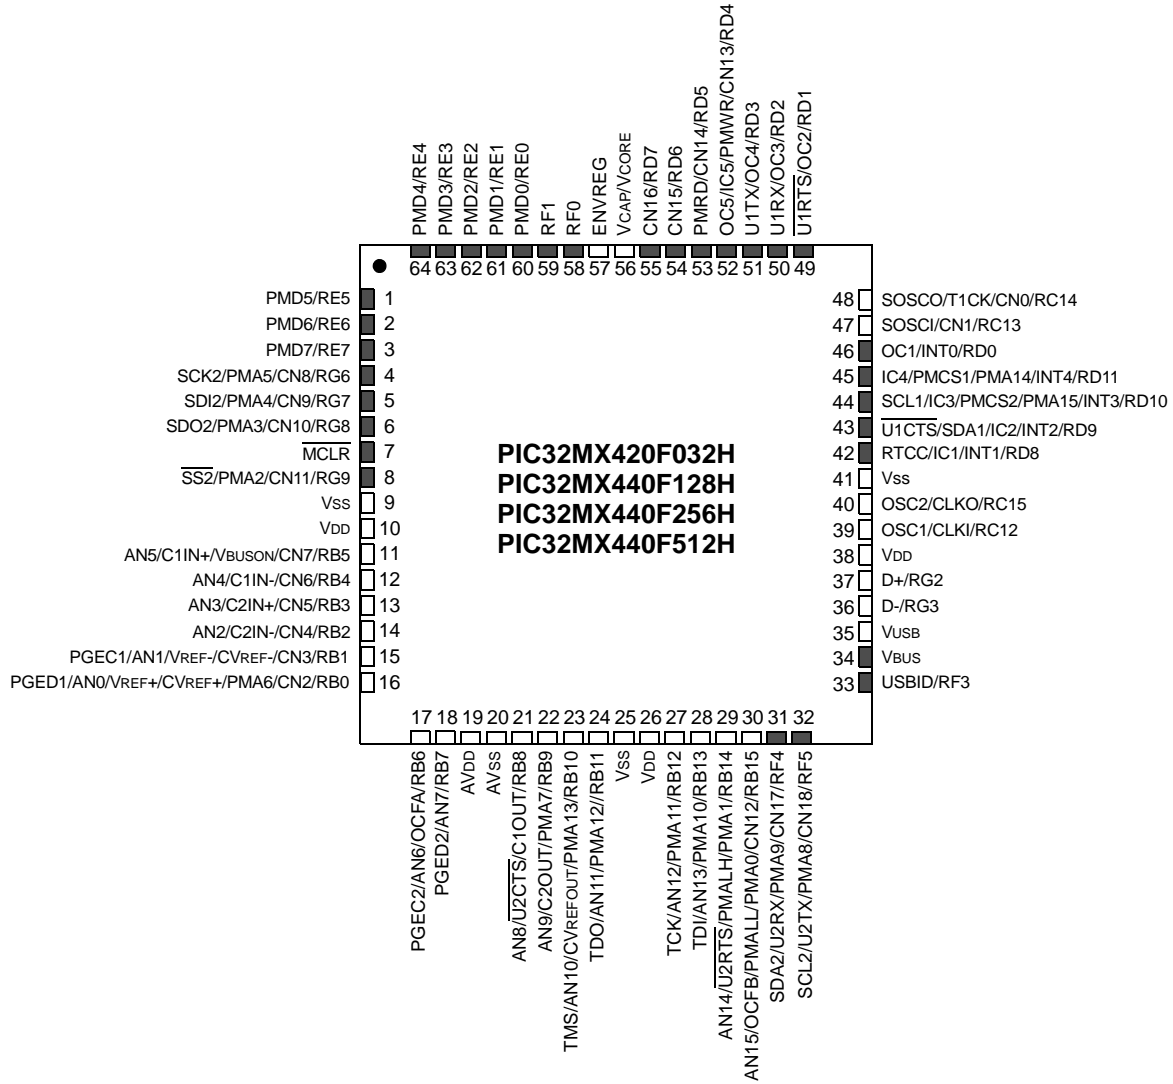 PMD4/RE4
PMD3/RE3
PMD2/RE2
PMD1/RE1
PMD0/RE0
RF1
RF0
ENVREG
VCAP/VCORE
CN16/RD7
CN15/RD6
PMRD/CN14/RD5
OC5/IC5/PMWR/CN13/RD4
U1TX/OC4/RD3
U1RX/OC3/RD2
U1RTS/OC2/RD1
64 63 62 61 60 59 58 57 56 55 54 53 52 51 50 49
PMD5/RE5 1
PMD6/RE6 2
PMD7/RE7 3
SCK2/PMA5/CN8/RG6 4
SDI2/PMA4/CN9/RG7 5
SDO2/PMA3/CN10/RG8 6
MCLR 7
SS2/PMA2/CN11/RG9 8
VSS 9
VDD 10
AN5/C1IN+/VBUSON/CN7/RB5 11
AN4/C1IN-/CN6/RB4 12
AN3/C2IN+/CN5/RB3 13
AN2/C2IN-/CN4/RB2 14
PGEC1/AN1/VREF-/CVREF-/CN3/RB1 15
PGED1/AN0/VREF+/CVREF+/PMA6/CN2/RB0 16
PIC32MX420F032H
PIC32MX440F128H
PIC32MX440F256H
PIC32MX440F512H
48 SOSCO/T1CK/CN0/RC14
47 SOSCI/CN1/RC13
46 OC1/INT0/RD0
45 IC4/PMCS1/PMA14/INT4/RD11
44 SCL1/IC3/PMCS2/PMA15/INT3/RD10
43 U1CTS/SDA1/IC2/INT2/RD9
42 RTCC/IC1/INT1/RD8
41 Vss
40 OSC2/CLKO/RC15
39 OSC1/CLKI/RC12
38 VDD
37 D+/RG2
36 D-/RG3
35 VUSB
34 VBUS
33 USBID/RF3
17 18 19 20 21 22 23 24 25 26 27 28 29 30 31 32
PGEC2/AN6/OCFA/RB6
PGED2/AN7/RB7
AVDD
AVSS
AN8/U2CTS/C1OUT/RB8
AN9/C2OUT/PMA7/RB9
TMS/AN10/CVREFOUT/PMA13/RB10
TDO/AN11/PMA12//RB11
VSS
VDD
TCK/AN12/PMA11/RB12
TDI/AN13/PMA10/RB13
AN14/U2RTS/PMALH/PMA1/RB14
AN15/OCFB/PMALL/PMA0/CN12/RB15
SDA2/U2RX/PMA9/CN17/RF4
SCL2/U2TX/PMA8/CN18/RF5